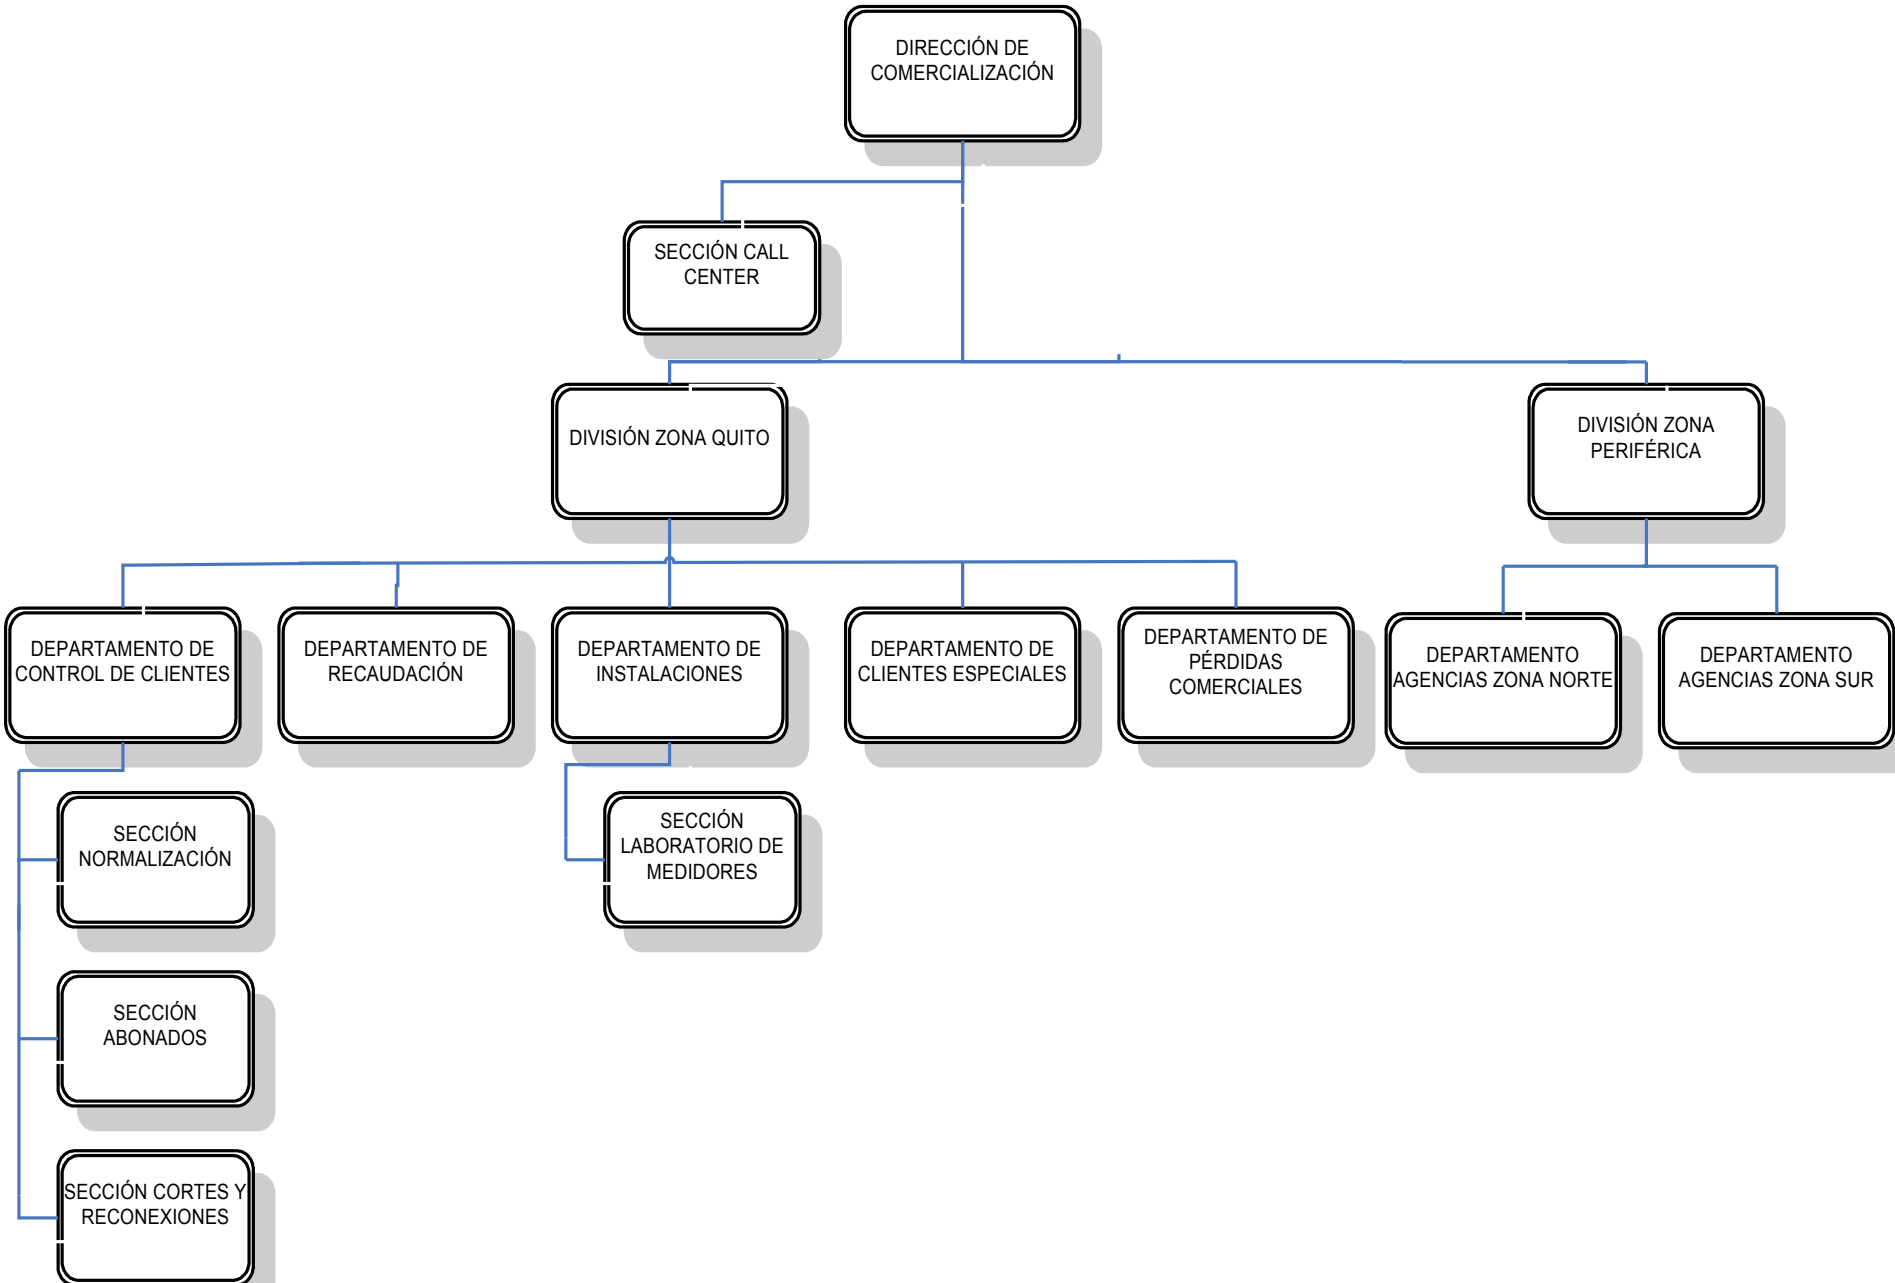 DIRECCIÓN DE
COMERCIALIZACIÓN
SECCIÓN CALL
CENTER
DIVISIÓN ZONA QUITO
DIVISIÓN ZONA
PERIFÉRICA
DEPARTAMENTO DE
CONTROL DE CLIENTES
DEPARTAMENTO DE
RECAUDACIÓN
DEPARTAMENTO DE
INSTALACIONES
DEPARTAMENTO DE
CLIENTES ESPECIALES
DEPARTAMENTO DE
PÉRDIDAS
COMERCIALES
DEPARTAMENTO
AGENCIAS ZONA NORTE
DEPARTAMENTO
AGENCIAS ZONA SUR
SECCIÓN
NORMALIZACIÓN
SECCIÓN
LABORATORIO DE
MEDIDORES
SECCIÓN
ABONADOS
SECCIÓN CORTES Y
RECONEXIONES